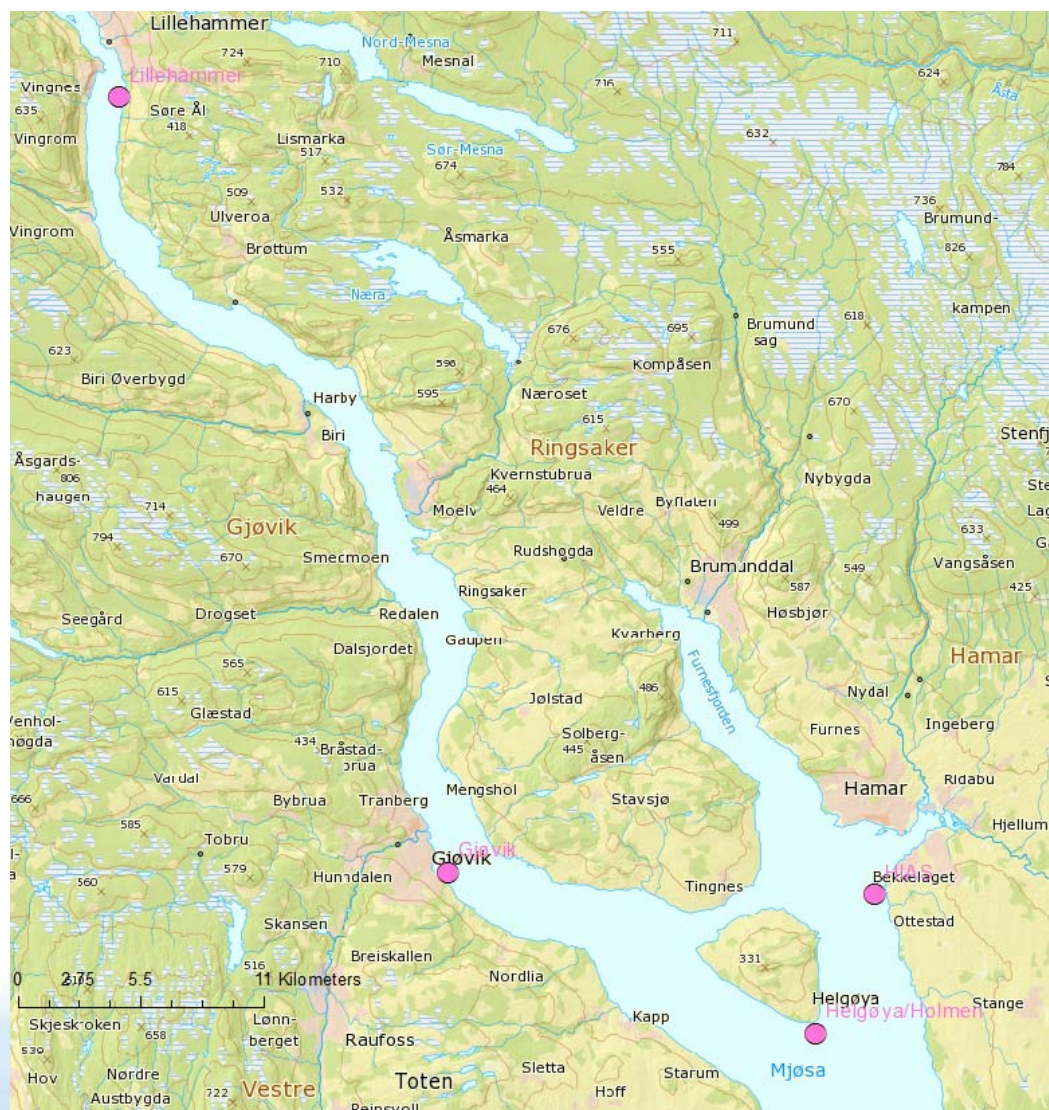 Lillehammer
711
Nord-Mesna
724
710
Mesnal
Lillehammer
716
624
Vingnes
Åsta
635
Søre Ål
418
632
Vingrom
Lismarka
517
Sør-Mesna
674
784
509
532
736
Ulveroa
Brumund-
Vingrom
Åsmarka
Brøttum
555
826
Næra
kampen
676
695
Brumund
sag
618
623
596
Kompåsen
Biri Øverbygd
Harby
595
Næroset
670
615
Biri
Ringsaker
Stenfj
Åsgards-
806
haugen
Kvernstubrua
464
Nybygda
Ste
714
Moelv
Veldre
Byflaten
Lag
Gjøvik
499
633
794
670
Smedmoen
Rudshøgda
Vangsåsen
Brumunddal
549
587
425
Ringsaker
Seegård
Drogset
Redalen
Høsbjør
Kvarberg
Gaupen
Dalsjordet
Hamar
565
Furnesfjorden
615
486
Nydal
Glæstad
Jølstad
Venhol-
høgda
Furnes
Ingeberg
434
Solberg-
445
åsen
Bråstad-
brua
Vardal
Ridabu
Mengshol
Hamar
666
Bybrua
Tranberg
Stavsjø
585
Hjellum
Tobru
Gjøvik
Gjøvik
579
HIAS
Hunndalen
Bekkelaget
560
Tingnes
Skansen
Ottestad
516
Breiskallen
331
0 2.75 5.5 11 Kilometers
Nordlia
Helgøya
Stange
Helgøya/Holmen
Skjeskroken
658
Lønn-
berget
Kapp
Raufoss
539
Sletta
Starum
Mjøsa
Hov
Nørdre
Austbygda
722
Vestre
Toten
Hoff
Reinsvoll